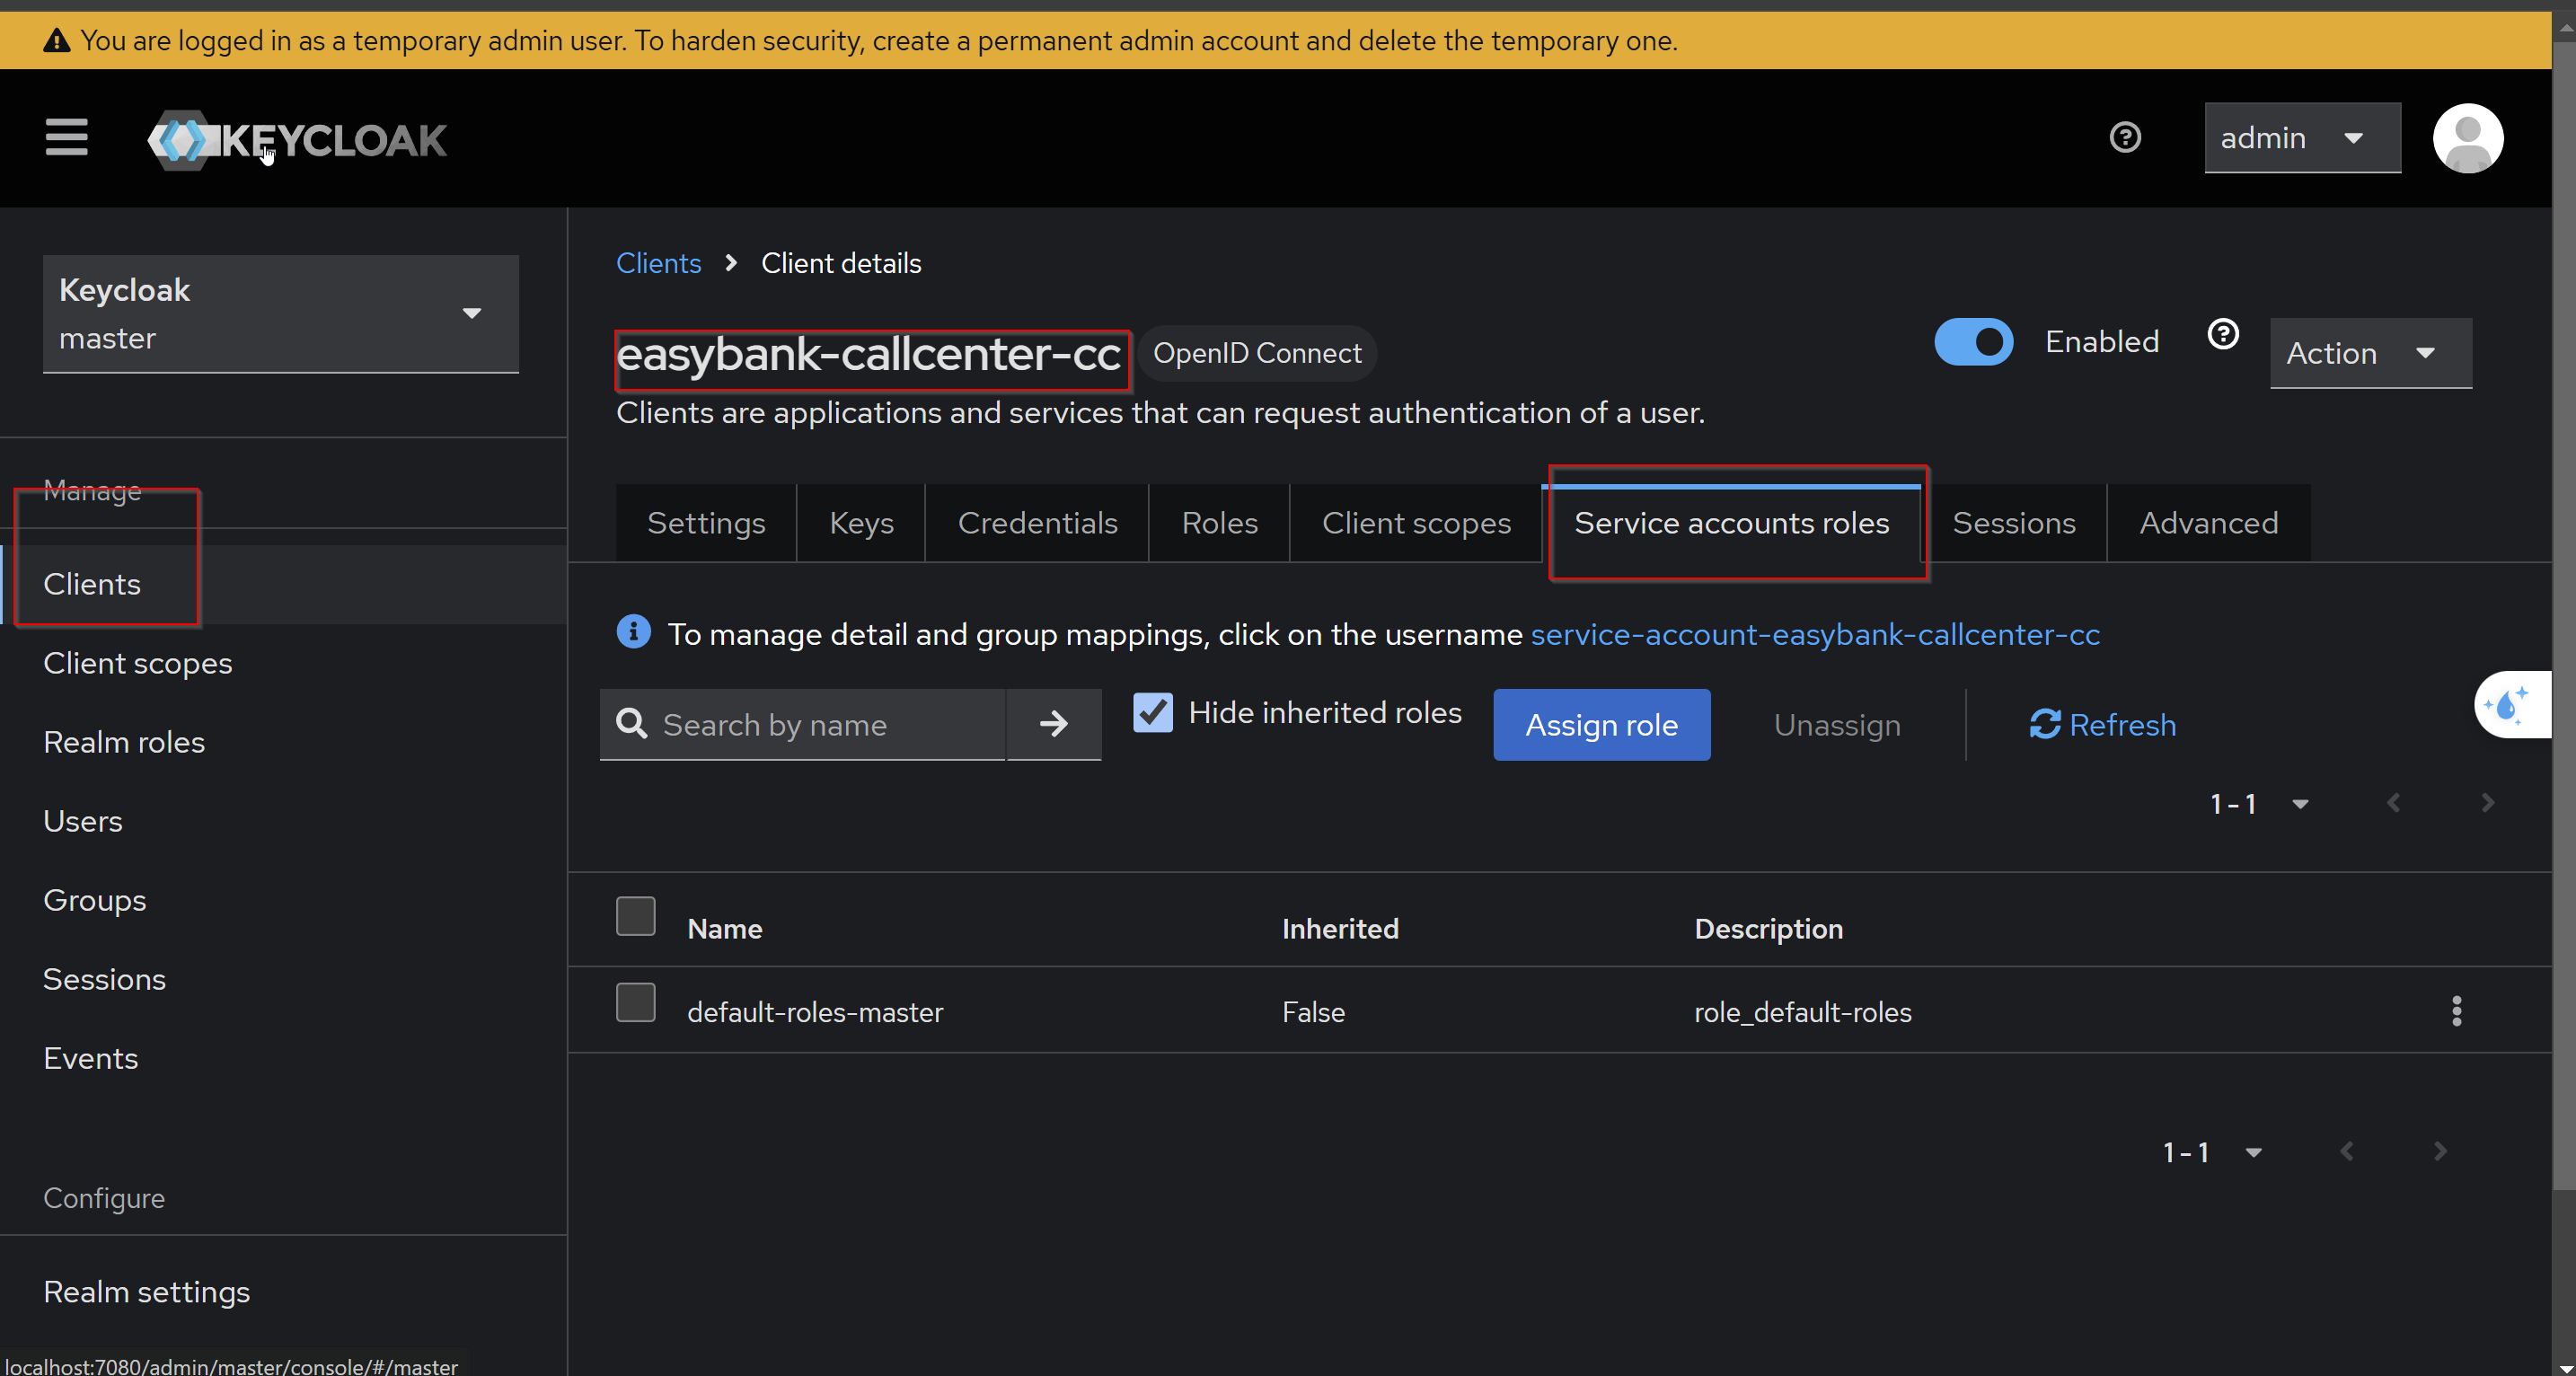 You are logged in as a temporary admin user. To harden security, create a permanent admin account and delete the temporary one.
KEYCLOAK
admin
Keycloak
master
Manage
Clients
Client scopes
Realm roles
Users
Groups
Sessions
Events
Configure
Realm settings
Clients > Client details
easybank-callcenter-cc OpenID Connect
Enabled Action
Clients are applications and services that can request authentication of a user.
Settings Keys Credentials Roles Client scopes Service accounts roles Sessions Advanced
To manage detail and group mappings, click on the username service-account-easybank-callcenter-cc
Search by name Hide inherited roles Assign role Unassign Refresh
1 - 1
Name Inherited Description
default-roles-master False role_default-roles
1 - 1
localhost:7080/admin/master/console/#/master